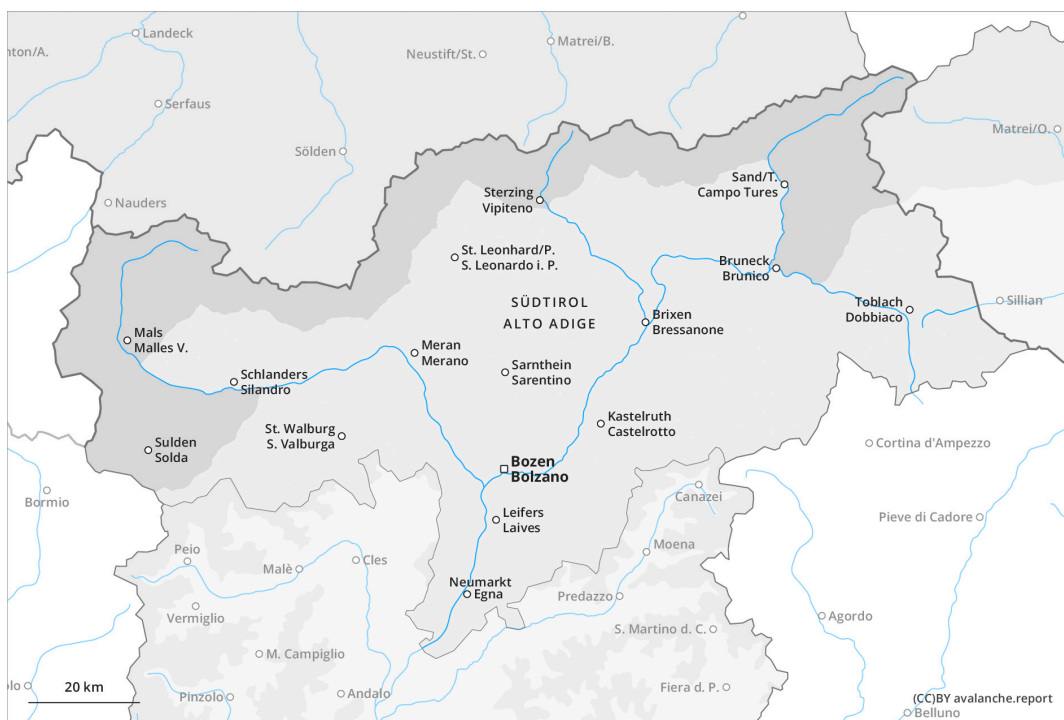 Landeck
nton/A.
Neustift/St.
Matrei/B.
Serfaus
Matrei/O.
Sölden
Nauders
Sand/T.
Campo Tures
Sterzing
Vipiteno
St. Leonhard/P.
S. Leonardo i. P.
Bruneck
Brunico
SÜDTIROL
ALTO ADIGE
Toblach
Dobbiaco
Sillian
Brixen
Bressanone
Mals
Malles V.
Meran
Merano
Schlanders
Silandro
Sarnthein
Sarentino
Kastelruth
Castelrotto
St. Walburg
S. Valburga
Sulden
Solda
Cortina d'Ampezzo
Bozen
Bolzano
Bormio
Canazei
Leifers
Laives
Pieve di Cadore
Peio
Malè
Cles
Moena
Neumarkt
Egna
Predazzo
Vermiglio
Agordo
S. Martino d. C.
M. Campiglio
olo
20 km
Pinzolo
Andalo
Fiera d. P.
(CC)BY avalanche.report
Belluno